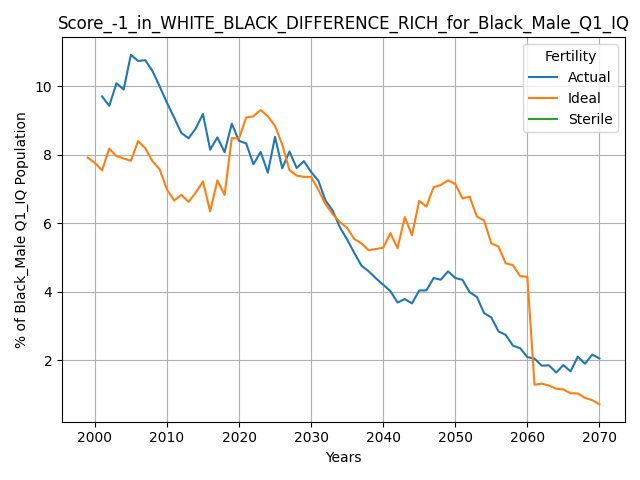 Score_-1_in_WHITE_BLACK_DIFFERENCE_RICH_for_Black_Male_Q1_IQ
Fertility
Actual
Ideal
Sterile
% of Black_Male Q1_IQ Population
10
8
6
4
2
2000 2010 2020 2030 2040 2050 2060 2070
Years